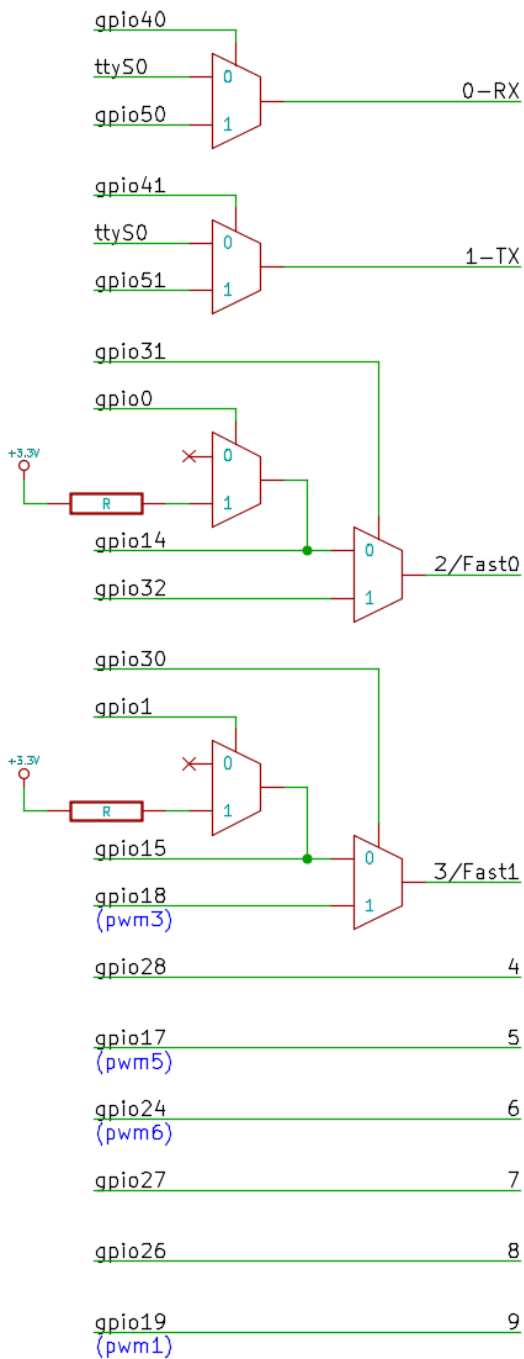 gpio40
ttyS0
0
0-RX
gpio50
1
gpio41
ttyS0
0
1-TX
gpio51
1
gpio31
gpio0
+3.3V
0
R
1
gpio14
0
2/Fast0
gpio32
1
gpio30
gpio1
+3.3V
0
R
1
gpio15
0
3/Fast1
gpio18
1
(pwm3)
gpio28
4
gpio17
5
(pwm5)
gpio24
6
(pwm6)
gpio27
7
gpio26
8
gpio19
9
(pwm1)